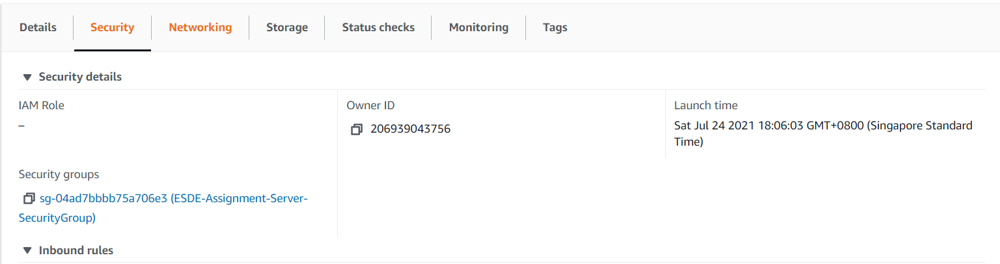 Details Security Networking Storage Status checks Monitoring Tags
Security details
IAM Role
–
Owner ID
206939043756
Launch time
Sat Jul 24 2021 18:06:03 GMT+0800 (Singapore Standard
Time)
Security groups
sg-04ad7bbbb75a706e3 (ESDE-Assignment-Server-
SecurityGroup)
Inbound rules